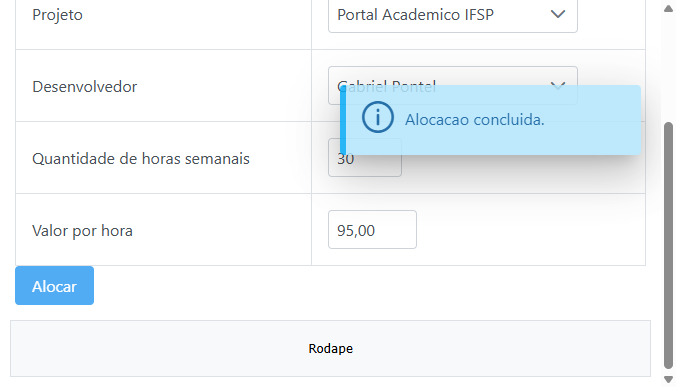 Projeto
Portal Academico IFSP
Desenvolvedor
Gabriel Pontel
Alocacao concluida.
Quantidade de horas semanais
30
Valor por hora
95,00
Alocar
Rodape